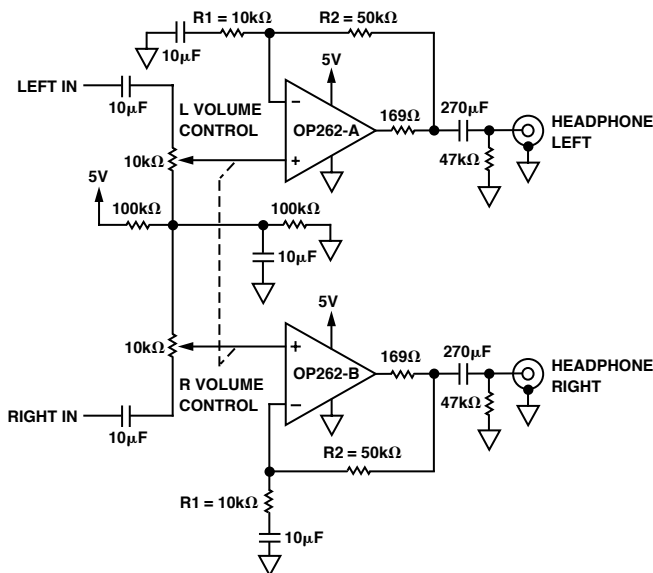 R1 = 10kΩ
R2 = 50kΩ
10µF
5V
LEFT IN
10µF
L VOLUME
CONTROL
OP262-A
169Ω
270µF
HEADPHONE
LEFT
47kΩ
10kΩ
5V
100kΩ
100kΩ
10µF
5V
10kΩ
OP262-B
169Ω
270µF
HEADPHONE
RIGHT
47kΩ
R VOLUME
CONTROL
RIGHT IN
10µF
R2 = 50kΩ
R1 = 10kΩ
10µF